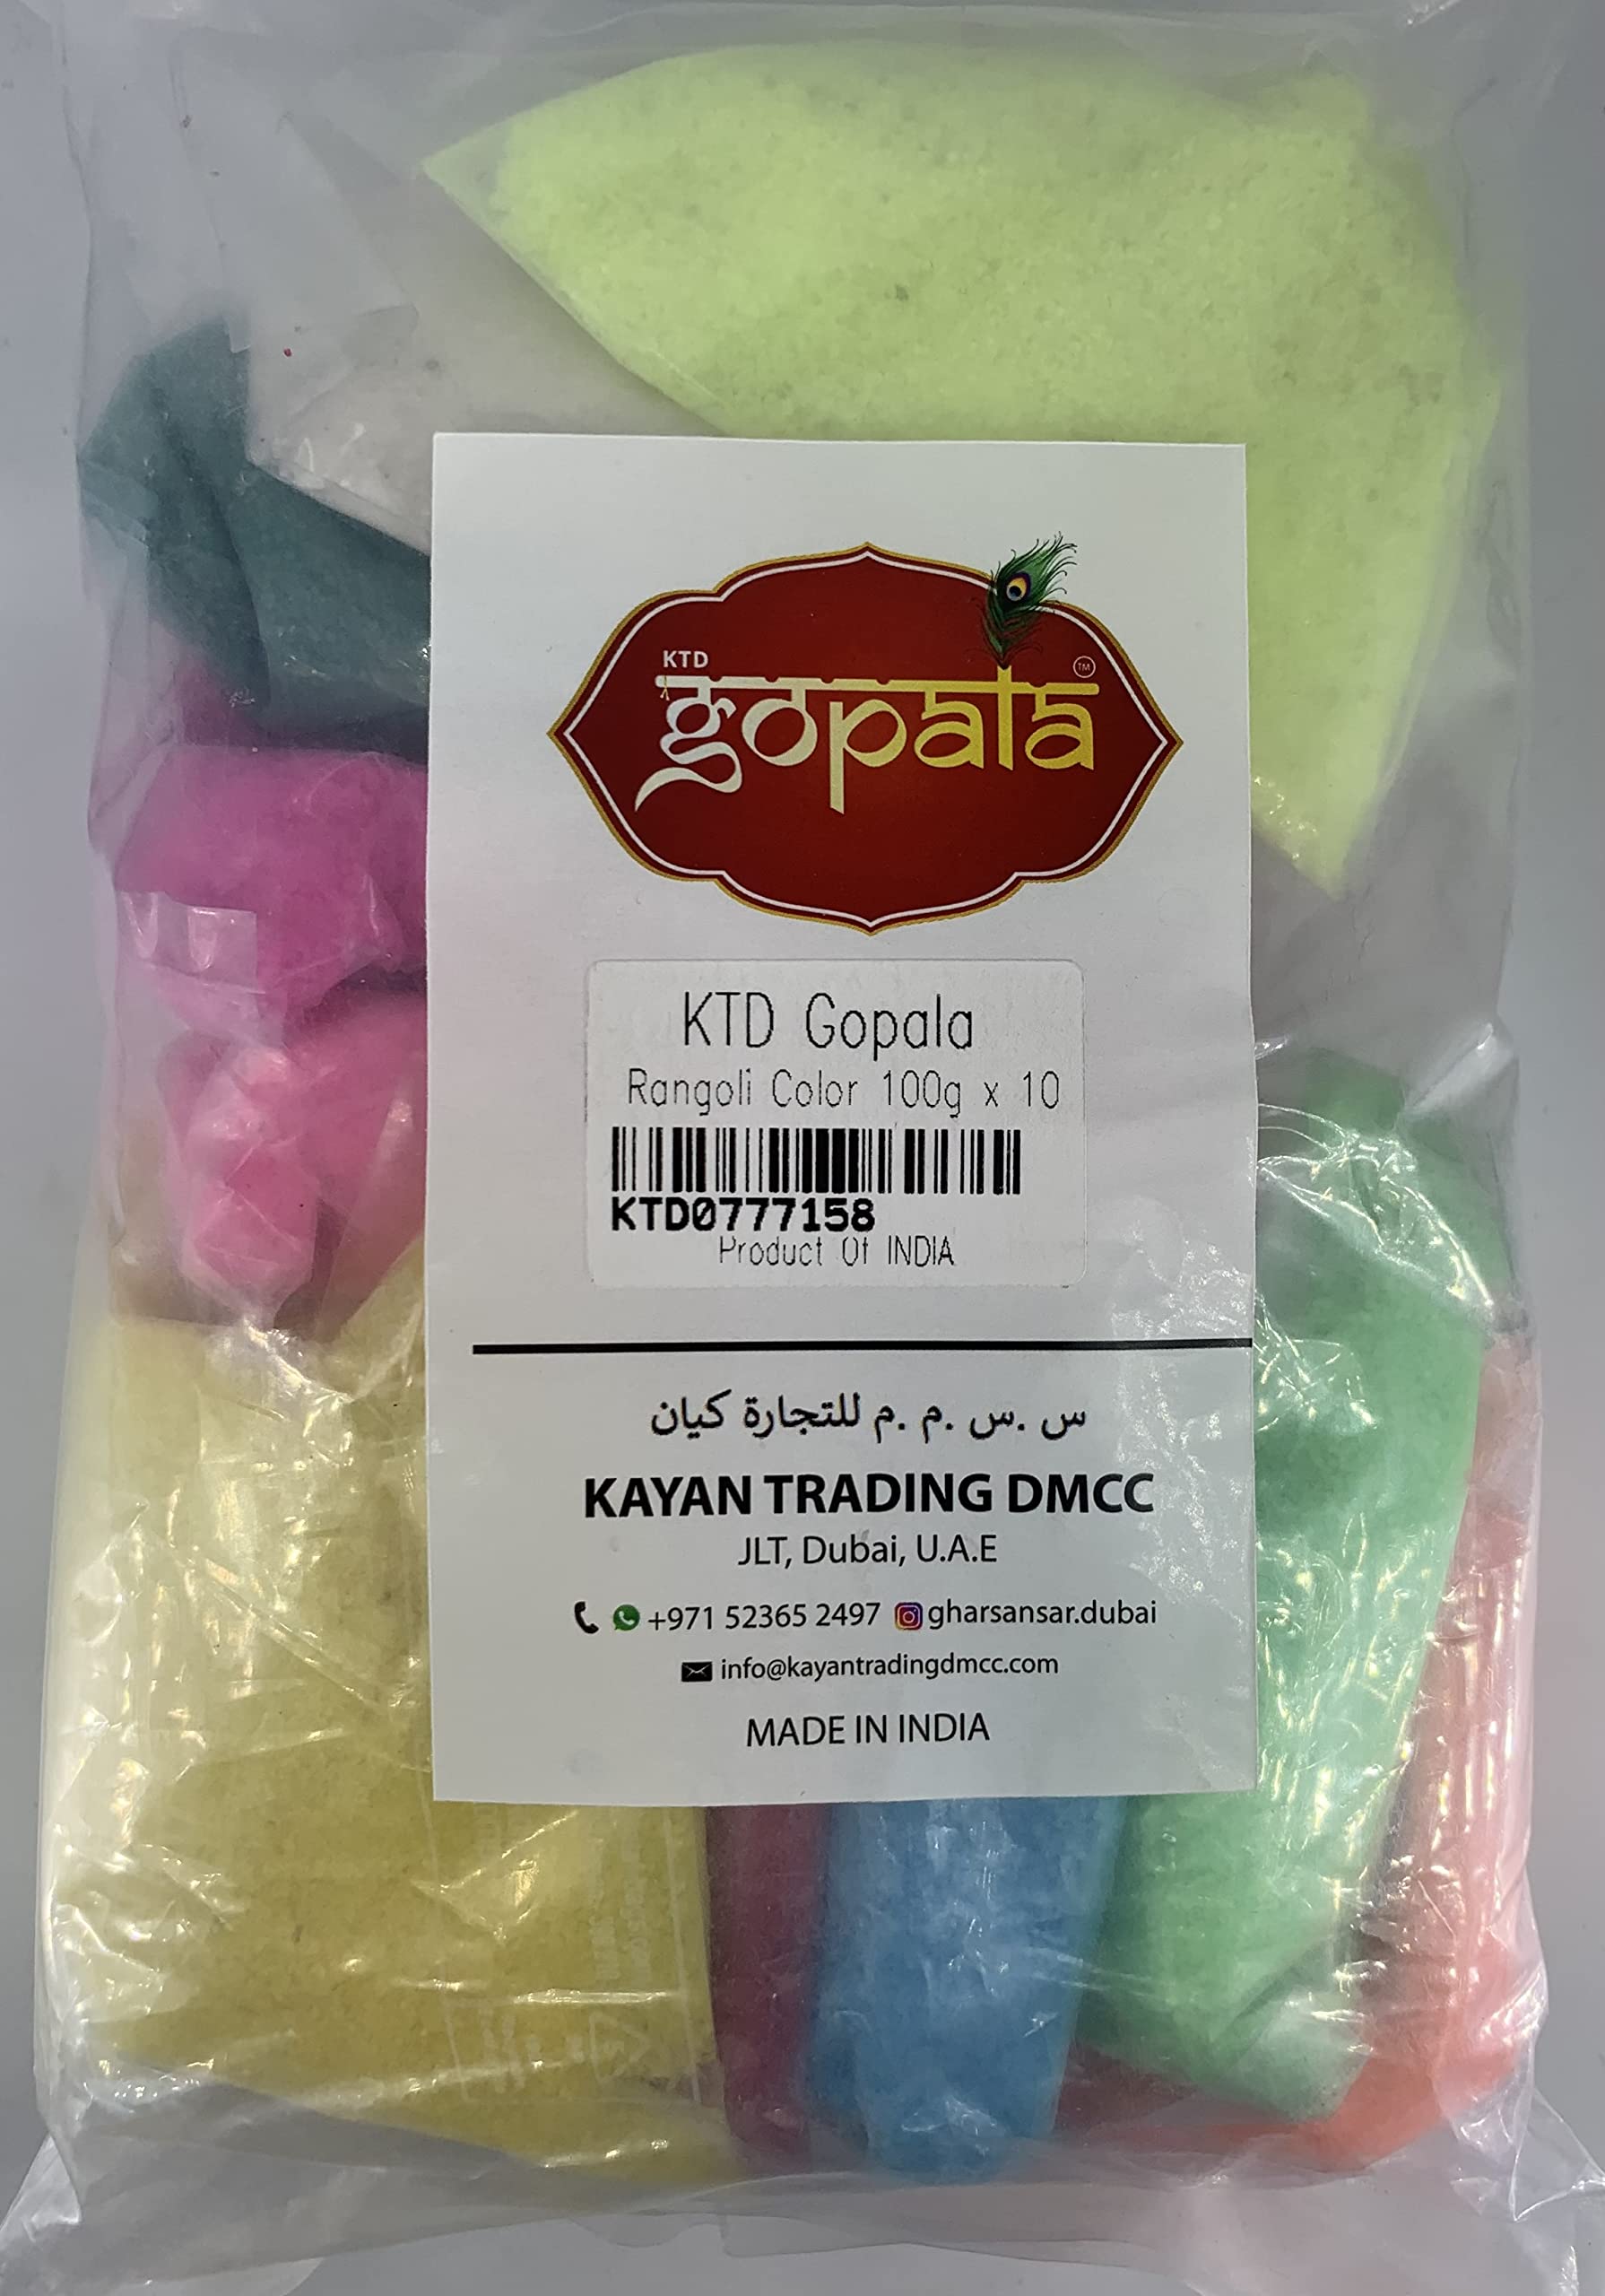 KTD
gopala
TM
KTD Gopala
Rangoli Color 100g x 10
KTD0777158
Product Of INDIA
س .س .م .م للتجارة كيان
KAYAN TRADING DMCC
JLT, Dubai, U.A.E
+971 52365 2497 gharsansar.dubai
info@kayantradingdmcc.com
MADE IN INDIA